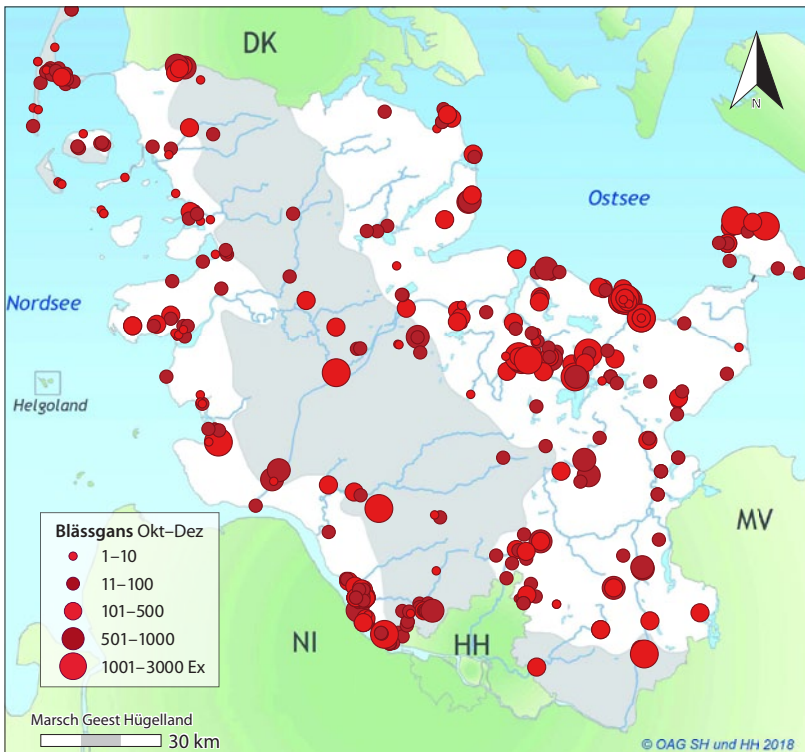 DK
N
Ostsee
Nordsee
Helgoland
MV
Blässgans Okt–Dez
1–10
11–100
101–500
501–1000
1001–3000 Ex
NI
HH
Marsch Geest Hügelland
30 km
© OAG SH und HH 2018